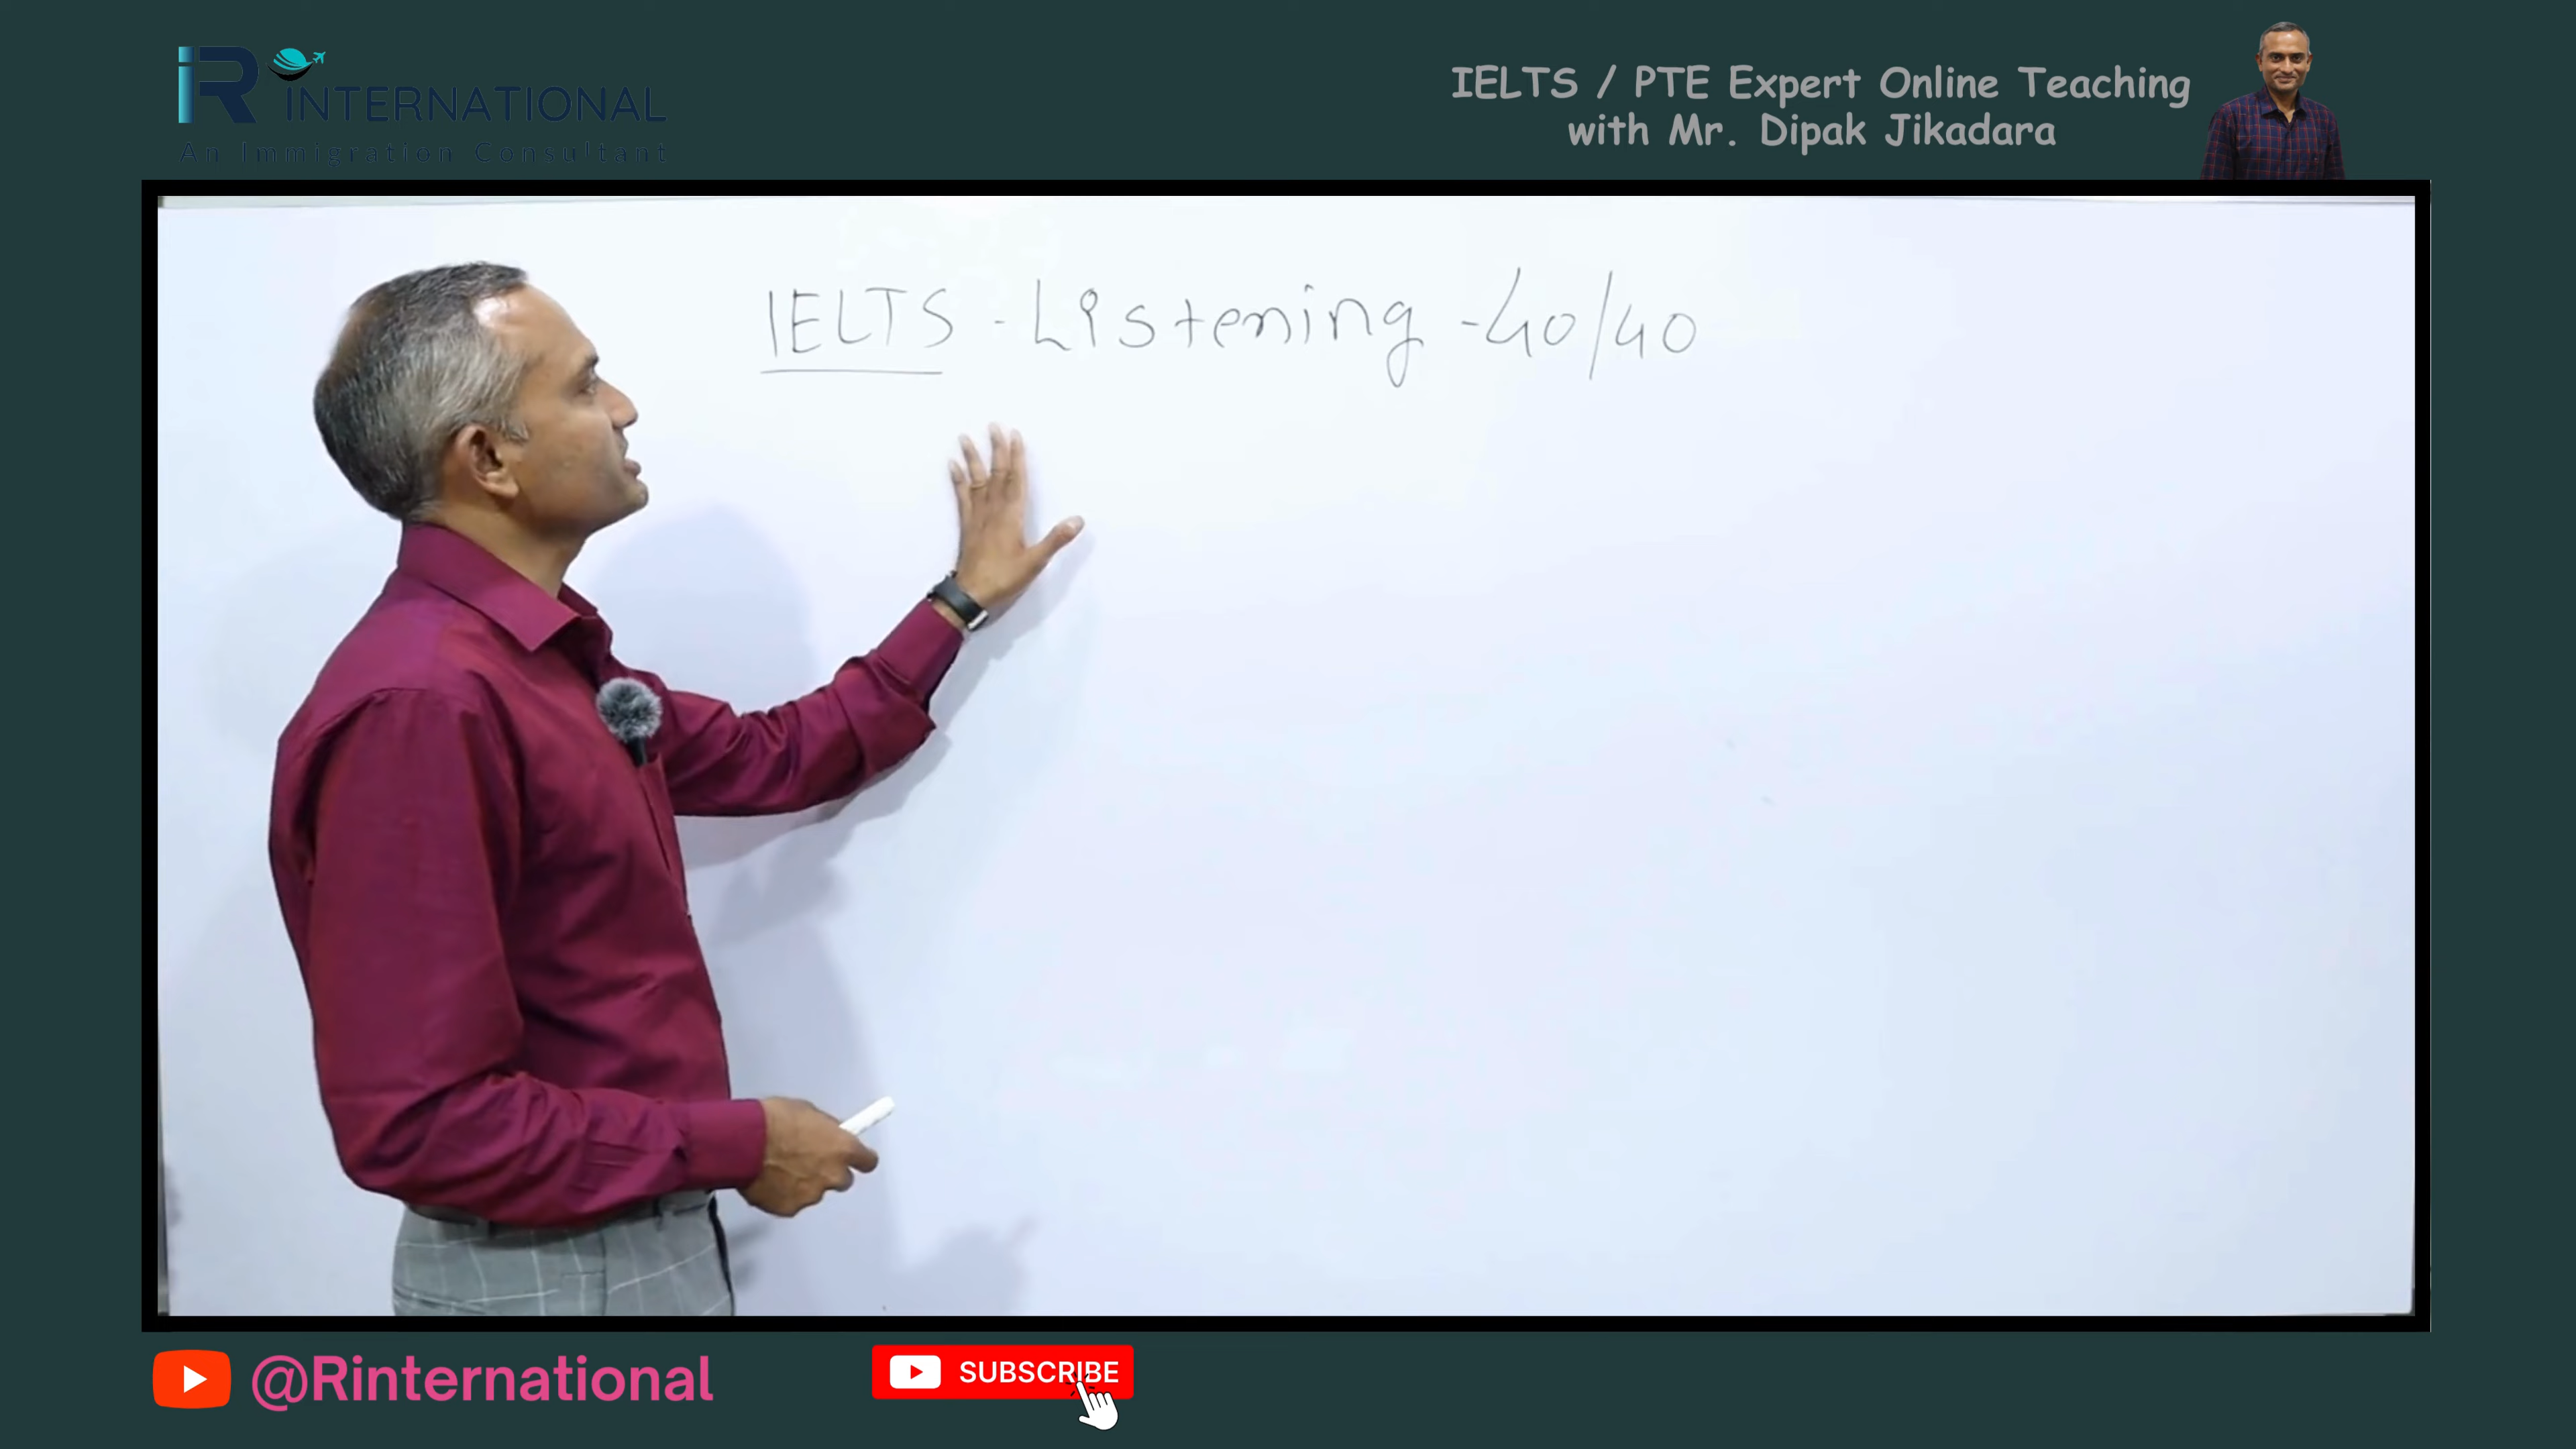 iR INTERNATIONAL
An Immigration Consultant
IELTS / PTE Expert Online Teaching
with Mr. Dipak Jikadara
IELTS - Listening - 40/40
@Rinternational
SUBSCRIBE